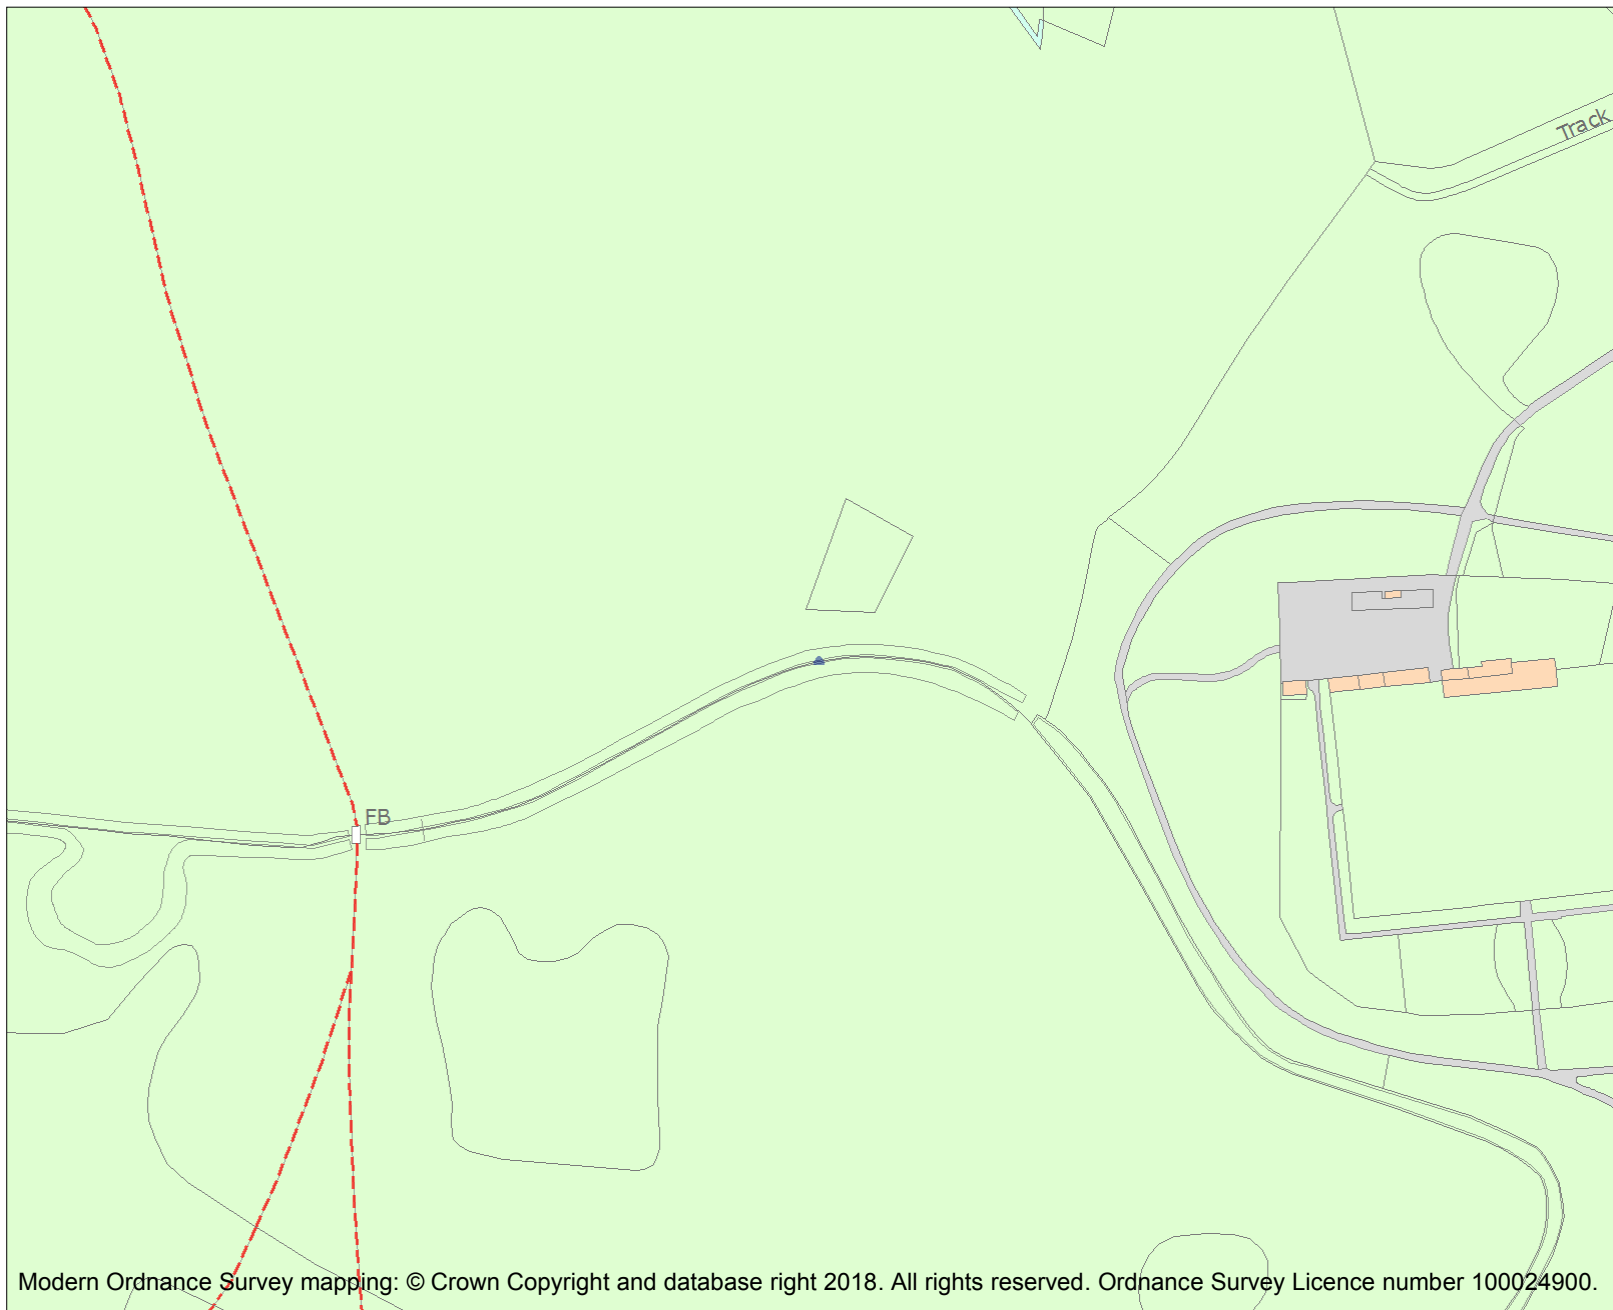 Track
FB
Modern Ordnance Survey mapping: © Crown Copyright and database right 2018. All rights reserved. Ordnance Survey Licence number 100024900.